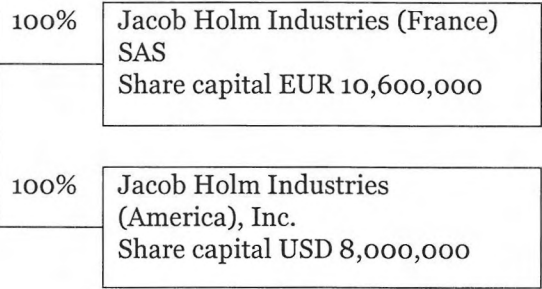 100%
Jacob Holm Industries (France)
SAS
Share capital EUR 10,600,000
100%
Jacob Holm Industries
(America), Inc.
Share capital USD 8,000,000